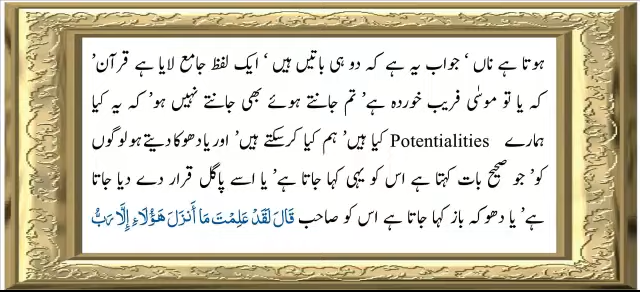 ہوتا ہے ناں‘ جواب یہ ہے کہ دو ہی باتیں ہیں‘ ایک لفظ جامع لایا ہے قرآن’
کہ یا تو موسٰی فریب خوردہ ہے’ تم جانتے ہوئے بھی جانتے نہیں ہو’ کہ یہ کیا
ہمارے Potentialities کیا ہیں’ ہم کیا کرسکتے ہیں’ اور یا دھوکا دیتے ہو لوگوں
کو’ جو صحیح بات کہتا ہے اس کو یہی کہا جاتا ہے’ یا اسے پاگل قرار دے دیا جاتا
ہے’ یا دھوکہ باز کہا جاتا ہے اس کو صاحب قَالَ لَقَدْ عَلِمْتَ مَا أَنزَلَ هَؤُلَاءِ إِلَّا رَبُّ